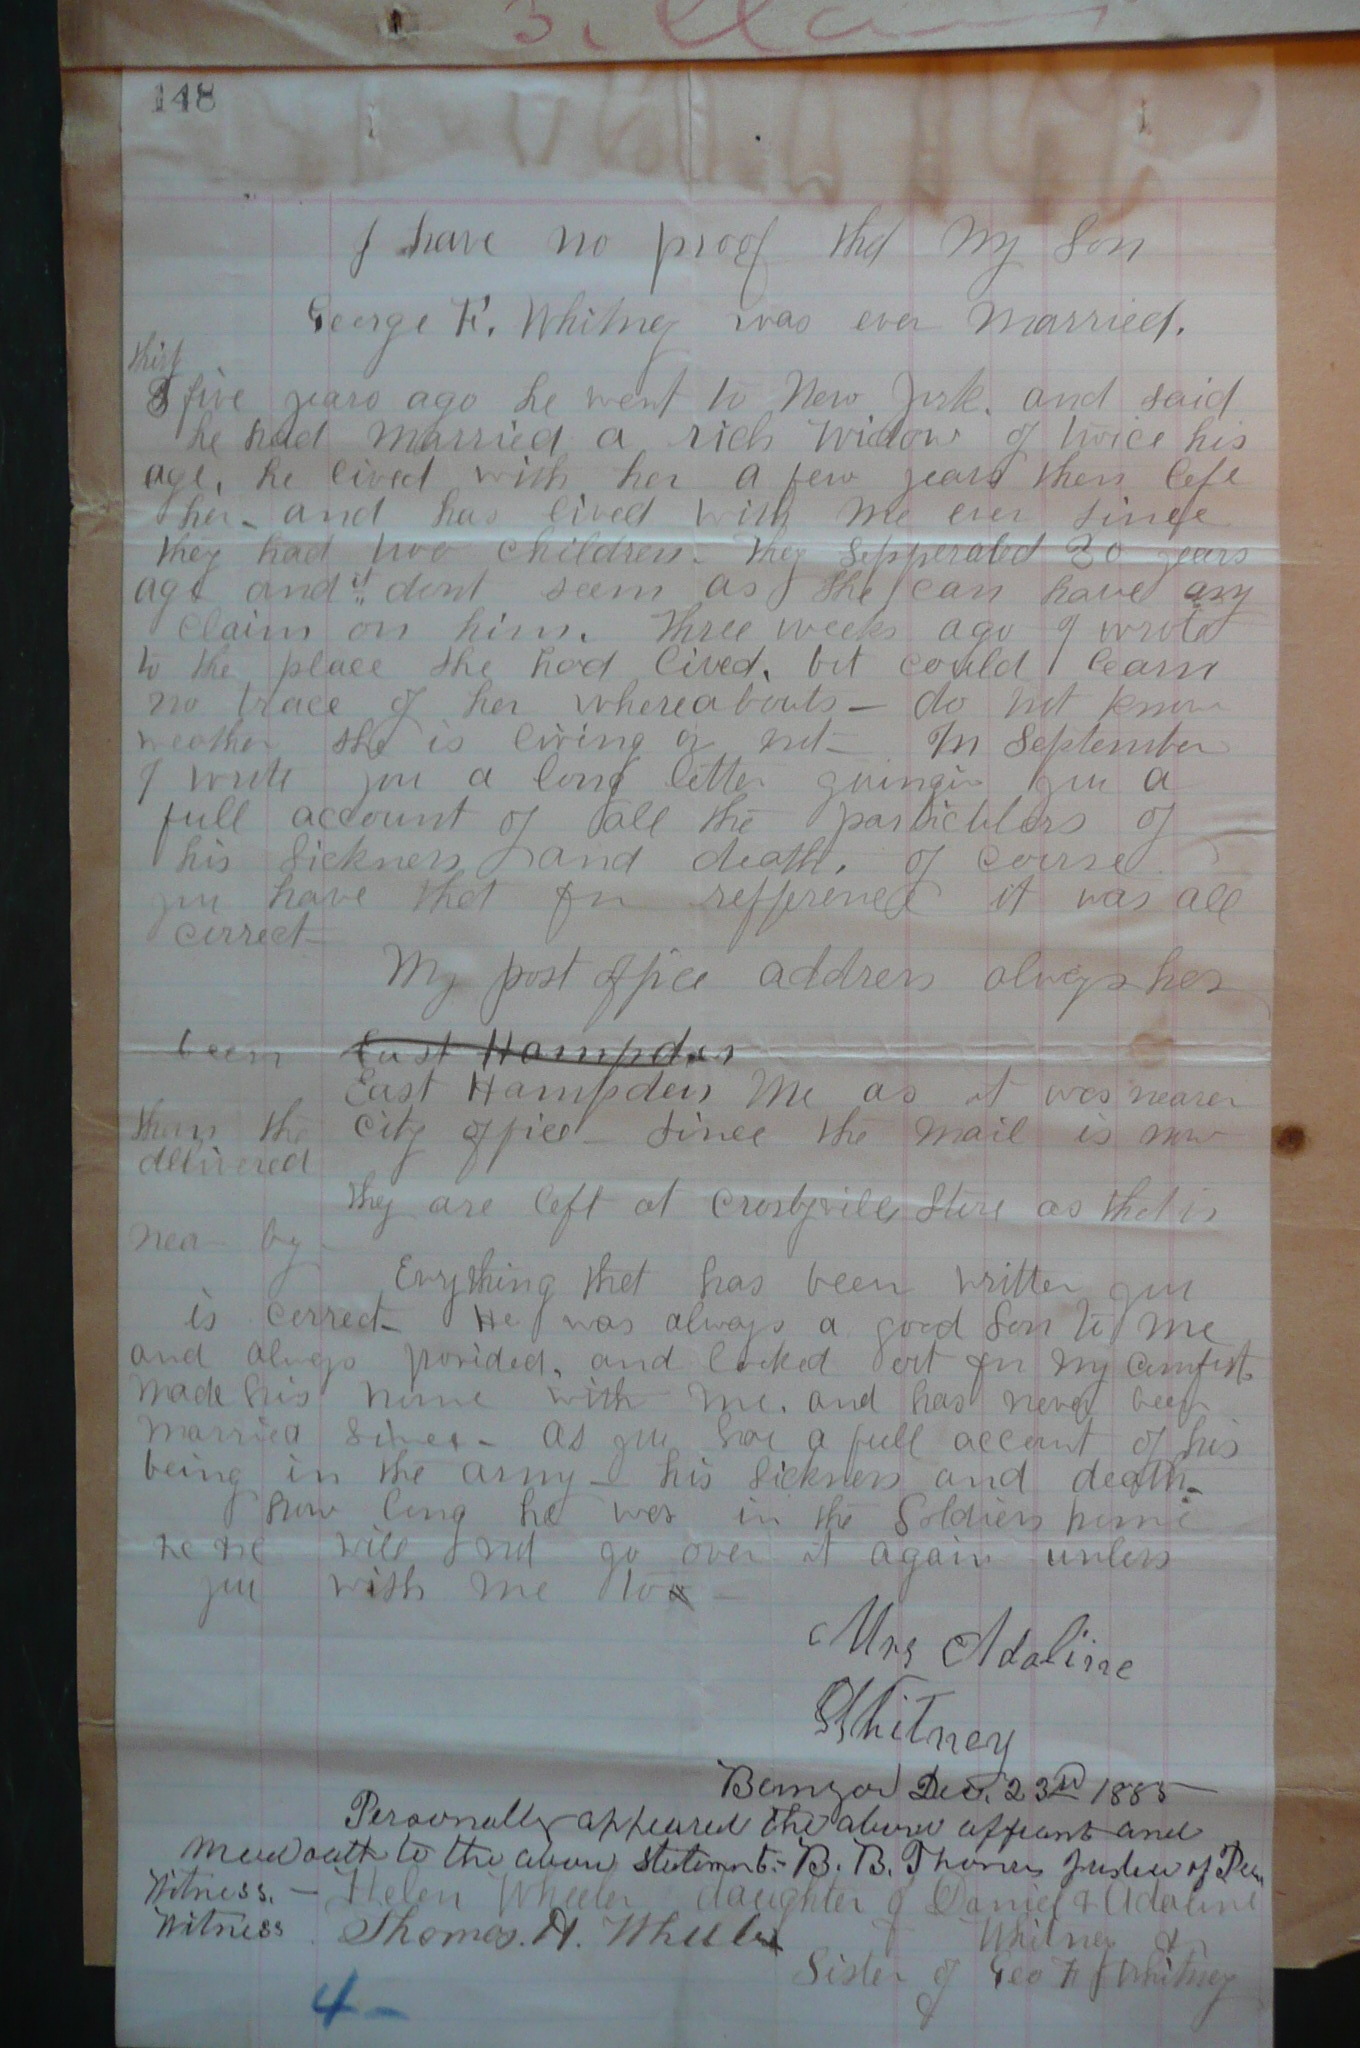 148
I have no proof that My Son
George F. Whitney was ever Married.
thirty
five years ago he went to New York. and said
he had Married a rich Widow of twice his
age, he lived with her a few years then left
her - and has lived with me ever since
they had two children. They sepperated 30 years
ago and it dont seem as she can have any
claim on him. Three weeks ago I wrote
to the place she had lived, but could learn
no trace of her whereabouts - do not know
weather she is living or not - In September
I wrote you a long letter giveing you a
full account of all the particulers of
his sickness and death. of course
you have that for refference it was all
correct -
My post office address always has
been East Hampden
East Hampden Me as it was nearer
than the City office - Since the mail is now
delivered
they are left at Crosbyville Store as that is
near by -
Evrything that has been written you
is correct - He was always a good Son to Me
and always provided, and looked out for my comfort.
Made his home with me, and has never been
Married Since - As you have a full account of his
being in the army - his sickness and death -
how long he was in the Soldiers home
we will not go over it again unless
you wish me to -
Mrs Adaline
Whitney
Bangor Dec. 23rd 1885
Personally appeared the above affiant and
Made oath to the above statement - B. B. Thomas Justice of Peace
Witness. - Helen Wheeler daughter of Daniel & Adaline
Witness Thomas. H. Wheeler Whitney &
Sister of Geo F Whitney
4 -